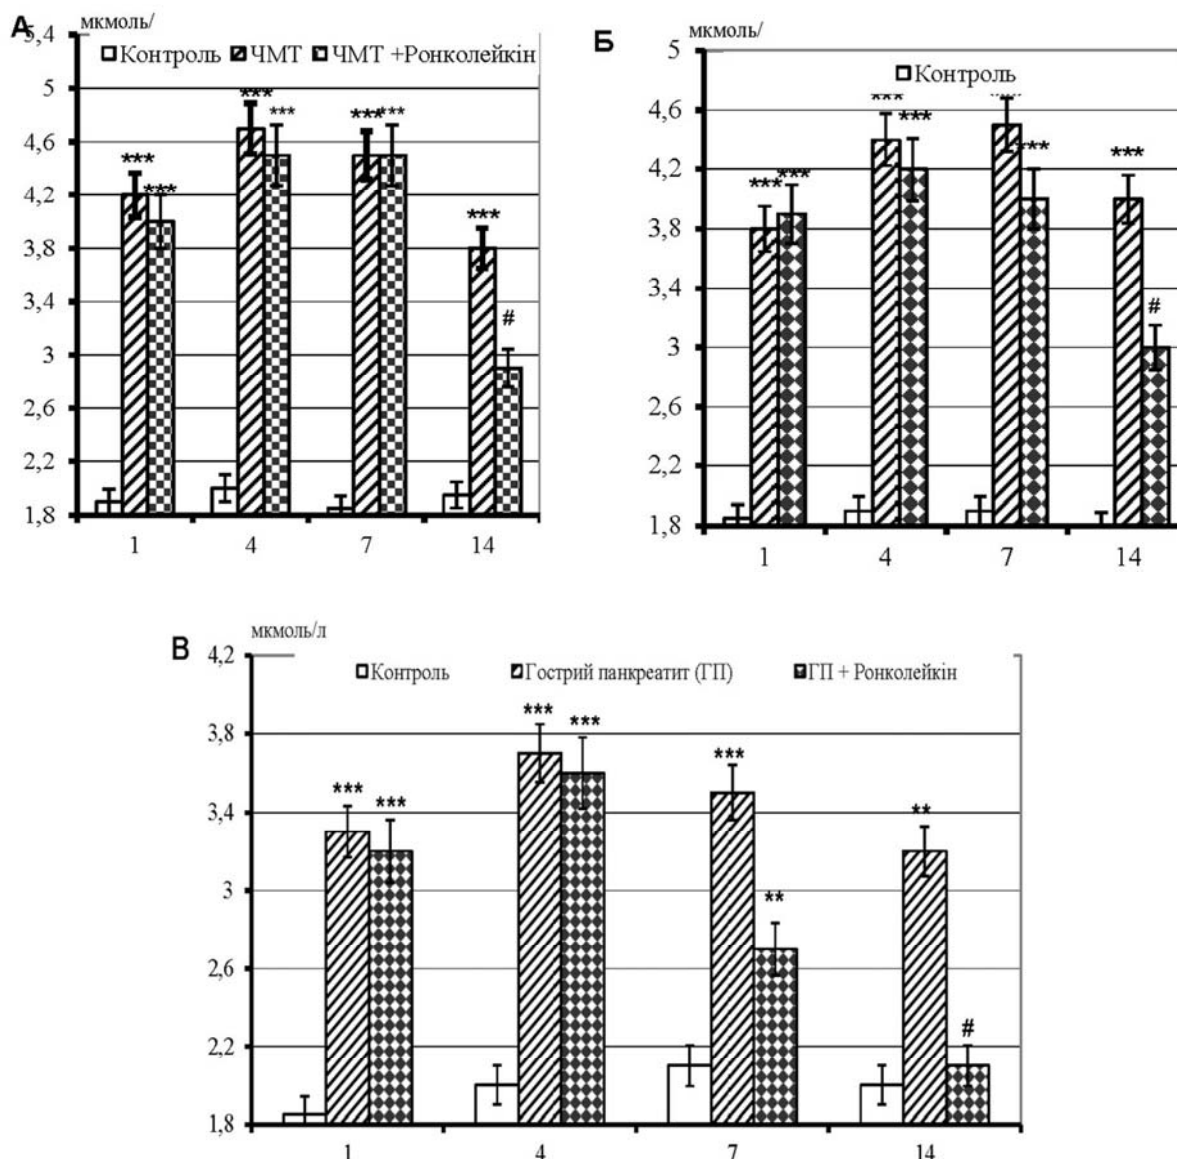 А
мкмоль/
5,4
Контроль ЧМТ ЧМТ +Ронколейкін
5
4,6
4,2
3,8
3,4
3
2,6
2,2
1,8
*** *** *** *** *** *** *** #
1 4 7 14
Б
мкмоль/
5
Контроль
4,6
4,2
3,8
3,4
3
2,6
2,2
1,8
*** *** *** *** *** *** #
1 4 7 14
В
мкмоль/л
4,2
Контроль Гострий панкреатит (ГП) ГП + Ронколейкін
3,8
3,4
3
2,6
2,2
1,8
*** *** *** *** *** ** ** #
1 4 7 14